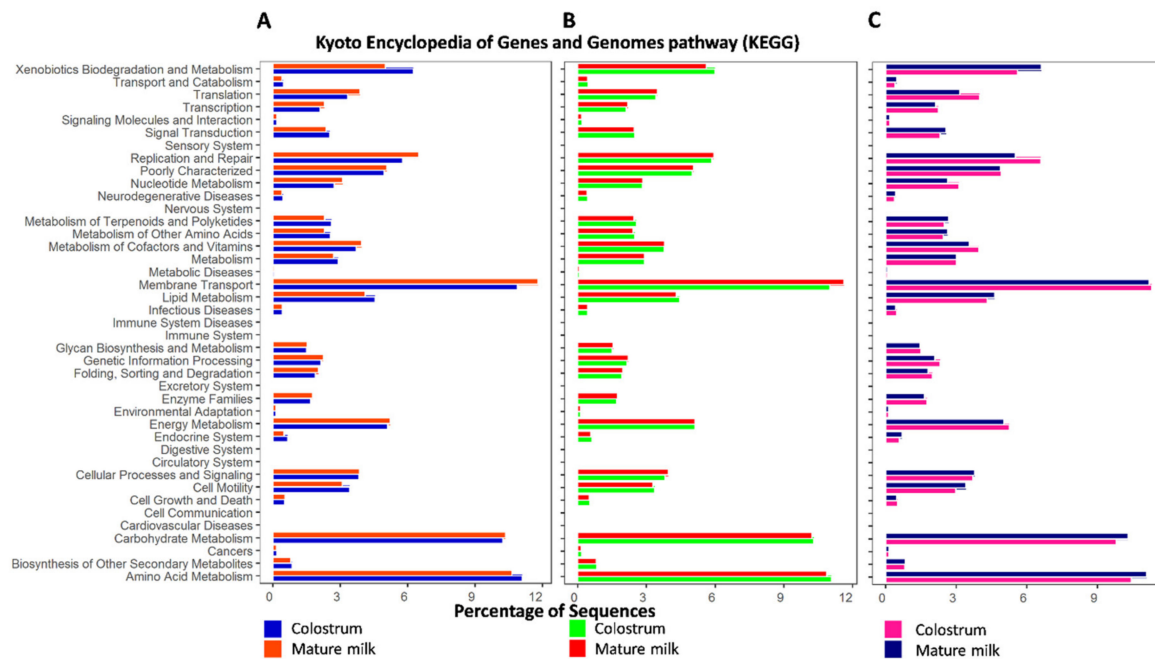 A B C
Kyoto Encyclopedia of Genes and Genomes pathway (KEGG)
Xenobiotics Biodegradation and Metabolism
Transport and Catabolism
Translation
Transcription
Signaling Molecules and Interaction
Signal Transduction
Sensory System
Replication and Repair
Poorly Characterized
Nucleotide Metabolism
Neurodegenerative Diseases
Nervous System
Metabolism of Terpenoids and Polyketides
Metabolism of Other Amino Acids
Metabolism of Cofactors and Vitamins
Metabolism
Metabolic Diseases
Membrane Transport
Lipid Metabolism
Infectious Diseases
Immune System Diseases
Immune System
Glycan Biosynthesis and Metabolism
Genetic Information Processing
Folding, Sorting and Degradation
Excretory System
Enzyme Families
Environmental Adaptation
Energy Metabolism
Endocrine System
Digestive System
Circulatory System
Cellular Processes and Signaling
Cell Motility
Cell Growth and Death
Cell Communication
Cardiovascular Diseases
Carbohydrate Metabolism
Cancers
Biosynthesis of Other Secondary Metabolites
Amino Acid Metabolism
0 3 6 9 12 0 3 6 9 12 0 3 6 9
Percentage of Sequences
Colostrum Colostrum Colostrum
Mature milk Mature milk Mature milk